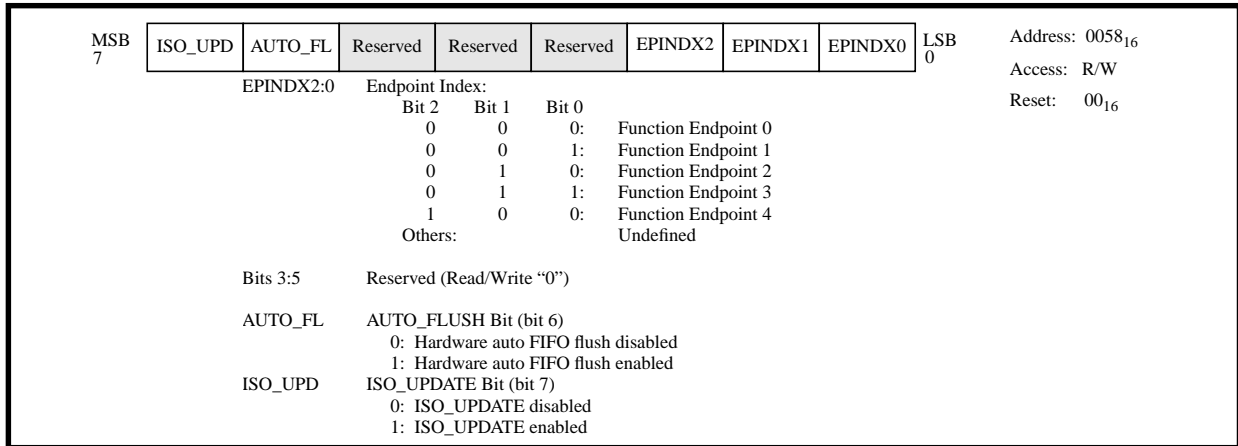 MSB 7 ISO_UPD AUTO_FL Reserved Reserved Reserved EPINDX2 EPINDX1 EPINDX0 LSB 0
Address: 0058₁₆
Access: R/W
Reset: 00₁₆
EPINDX2:0 Endpoint Index:
Bit 2 Bit 1 Bit 0
0 0 0: Function Endpoint 0
0 0 1: Function Endpoint 1
0 1 0: Function Endpoint 2
0 1 1: Function Endpoint 3
1 0 0: Function Endpoint 4
Others: Undefined
Bits 3:5 Reserved (Read/Write “0”)
AUTO_FL AUTO_FLUSH Bit (bit 6)
0: Hardware auto FIFO flush disabled
1: Hardware auto FIFO flush enabled
ISO_UPD ISO_UPDATE Bit (bit 7)
0: ISO_UPDATE disabled
1: ISO_UPDATE enabled